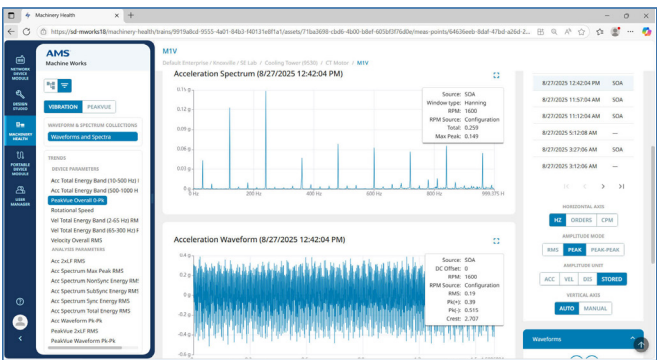 Machinery Health
https://sd-mworks18/machinery-health/trains/9919a8cd-9555-4a01-84b3-f40131e8f1a1/assets/71ba3698-cbd6-4b00-b8ef-605bf3f76d0e/meas-points/64636eeb-8daf-47bd-a26d-2...
NETWORK DEVICE MODULE
DESIGN STUDIO
MACHINERY HEALTH
PORTABLE DEVICE MODULE
USER MANAGER
AMS
Machine Works
VIBRATION
PEAKVUE
WAVEFORM & SPECTRUM COLLECTIONS
Waveforms and Spectra
TRENDS
DEVICE PARAMETERS
Acc Total Energy Band (10-500 Hz)
Acc Total Energy Band (500-1000 H
PeakVue Overall 0-Pk
Rotational Speed
Vel Total Energy Band (2-65 Hz) RM
Vel Total Energy Band (65-300 Hz) F
Velocity Overall RMS
ANALYSIS PARAMETERS
Acc 2xLF RMS
Acc Spectrum Max Peak RMS
Acc Spectrum NonSync Energy RM
Acc Spectrum SubSync Energy RMS
Acc Spectrum Sync Energy RMS
Acc Spectrum Total Energy RMS
Acc Waveform Pk-Pk
PeakVue 2xLF RMS
PeakVue Waveform Pk-Pk
M1V
Default Enterprise / Knoxville / SE Lab / Cooling Tower (9530) / CT Motor / M1V
Acceleration Spectrum (8/27/2025 12:42:04 PM)
0.15 g
0.12 g
0.09 g
0.06 g
0.03 g
0 g
0 Hz
200 Hz
400 Hz
600 Hz
800 Hz
999.375 H
Source: SOA
Window type: Hanning
RPM: 1600
RPM Source: Configuration
Total: 0.259
Max Peak: 0.149
Acceleration Waveform (8/27/2025 12:42:04 PM)
0.4 g
0.2 g
0 g
-0.2 g
-0.4 g
-0.6 g
Source: SOA
DC Offset: 0
RPM: 1600
RPM Source: Configuration
RMS: 0.19
Pk(+): 0.39
Pk(-): 0.515
Crest: 2.707
8/27/2025 12:42:04 PM SOA
8/27/2025 11:57:04 AM SOA
8/27/2025 11:12:04 AM SOA
8/27/2025 5:12:08 AM —
8/27/2025 3:27:06 AM SOA
8/27/2025 3:12:06 AM —
HORIZONTAL AXIS
HZ ORDERS CPM
AMPLITUDE MODE
RMS PEAK PEAK-PEAK
AMPLITUDE UNIT
ACC VEL DIS STORED
VERTICAL AXIS
AUTO MANUAL
Waveforms